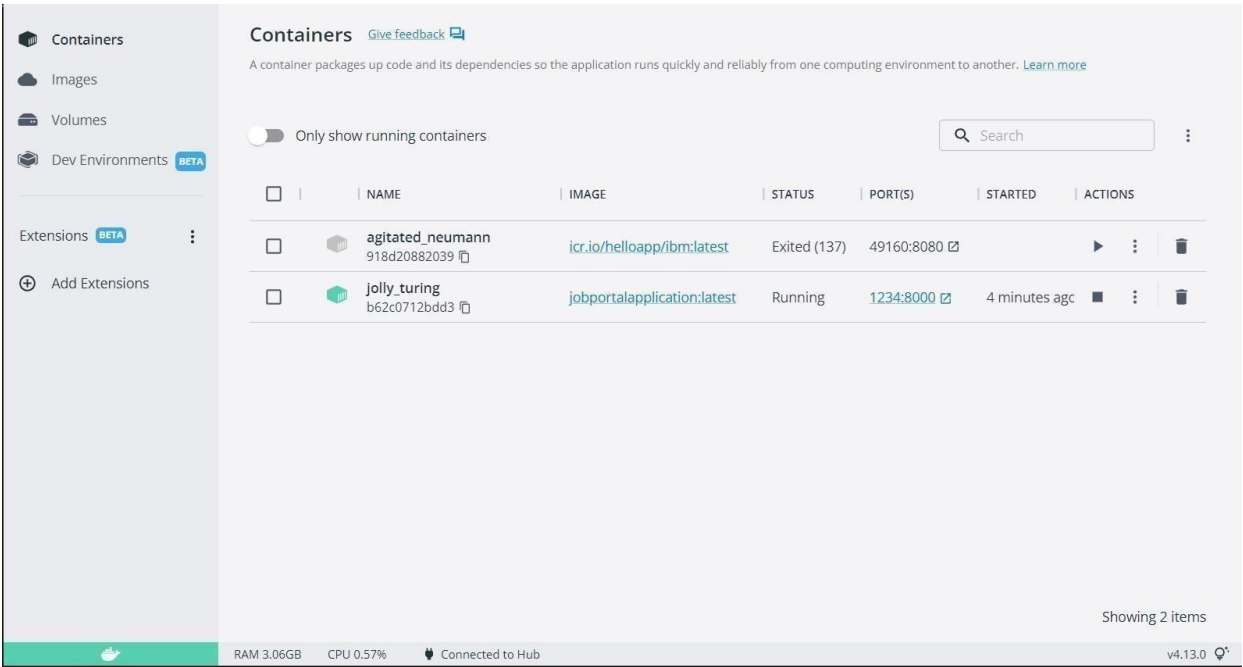 Containers
Images
Volumes
Dev Environments BETA
Extensions BETA
Add Extensions
Containers Give feedback
A container packages up code and its dependencies so the application runs quickly and reliably from one computing environment to another. Learn more
Only show running containers
Search
NAME IMAGE STATUS PORT(S) STARTED ACTIONS
agitated_neumann
918d20882039
icr.io/helloapp/ibm:latest Exited (137) 49160:8080
jolly_turing
b62c0712bdd3
jobportalapplication:latest Running 1234:8000 4 minutes agc
Showing 2 items
RAM 3.06GB CPU 0.57% Connected to Hub v4.13.0